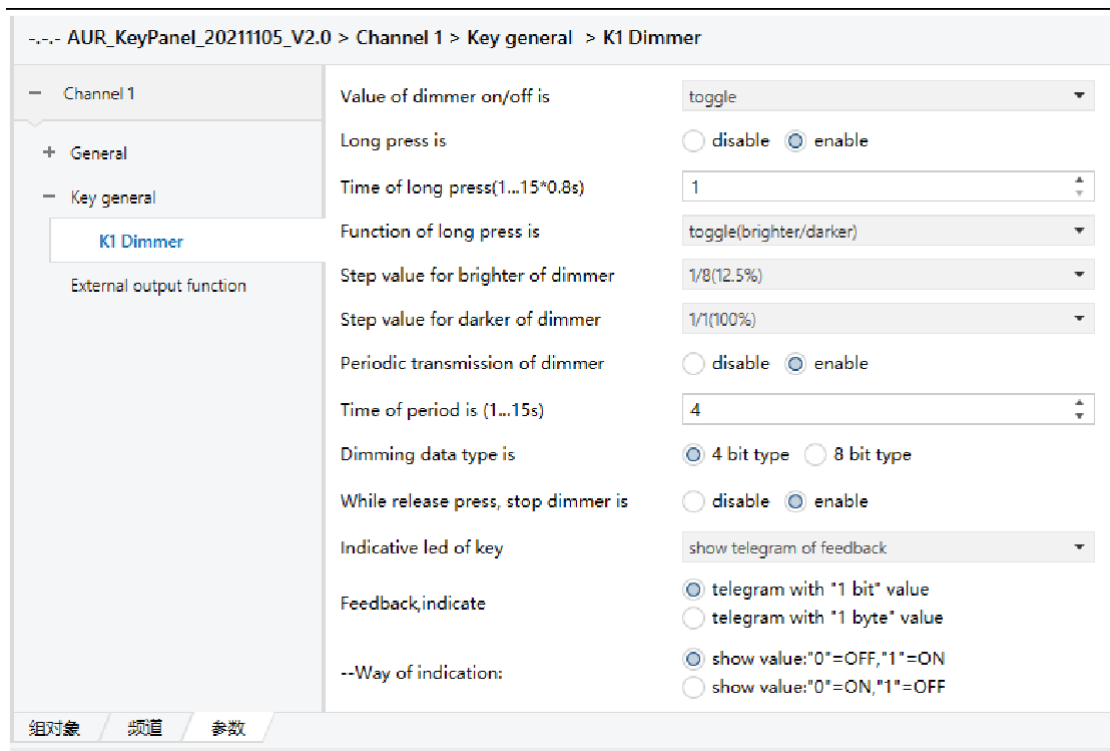 -.-.- AUR_KeyPanel_20211105_V2.0 > Channel 1 > Key general > K1 Dimmer
Channel 1
General
Key general
K1 Dimmer
External output function
Value of dimmer on/off is toggle
Long press is disable enable
Time of long press(1...15*0.8s) 1
Function of long press is toggle(brighter/darker)
Step value for brighter of dimmer 1/8(12.5%)
Step value for darker of dimmer 1/1(100%)
Periodic transmission of dimmer disable enable
Time of period is (1...15s) 4
Dimming data type is 4 bit type 8 bit type
While release press, stop dimmer is disable enable
Indicative led of key show telegram of feedback
Feedback,indicate telegram with "1 bit" value
telegram with "1 byte" value
--Way of indication: show value:"0"=OFF,"1"=ON
show value:"0"=ON,"1"=OFF
组对象 频道 参数